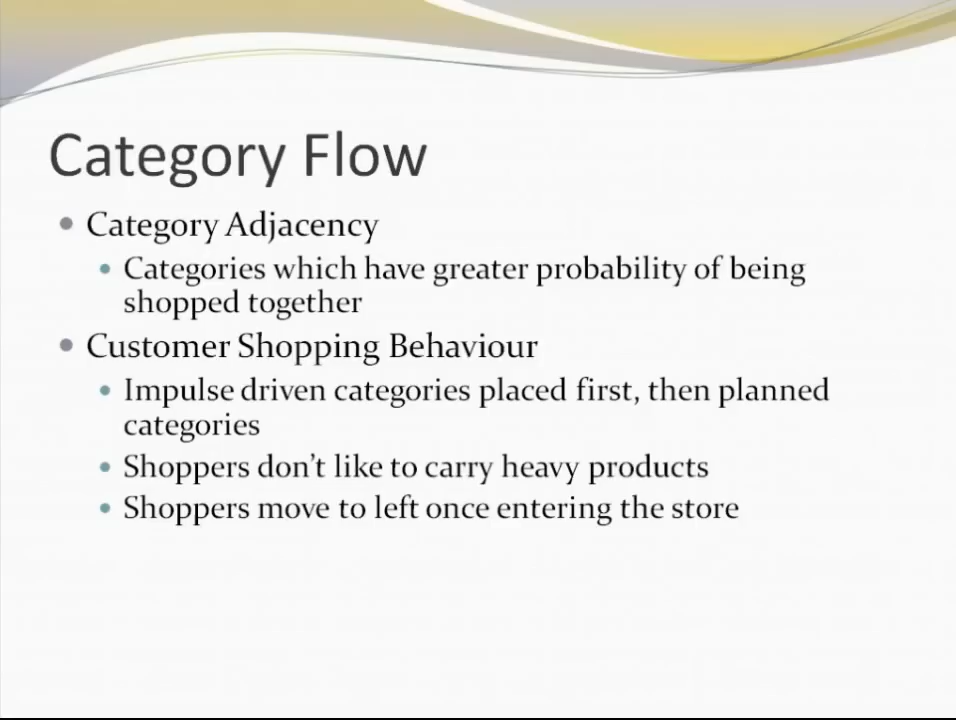 Category Flow
• Category Adjacency
• Categories which have greater probability of being
shopped together
• Customer Shopping Behaviour
• Impulse driven categories placed first, then planned
categories
• Shoppers don't like to carry heavy products
• Shoppers move to left once entering the store